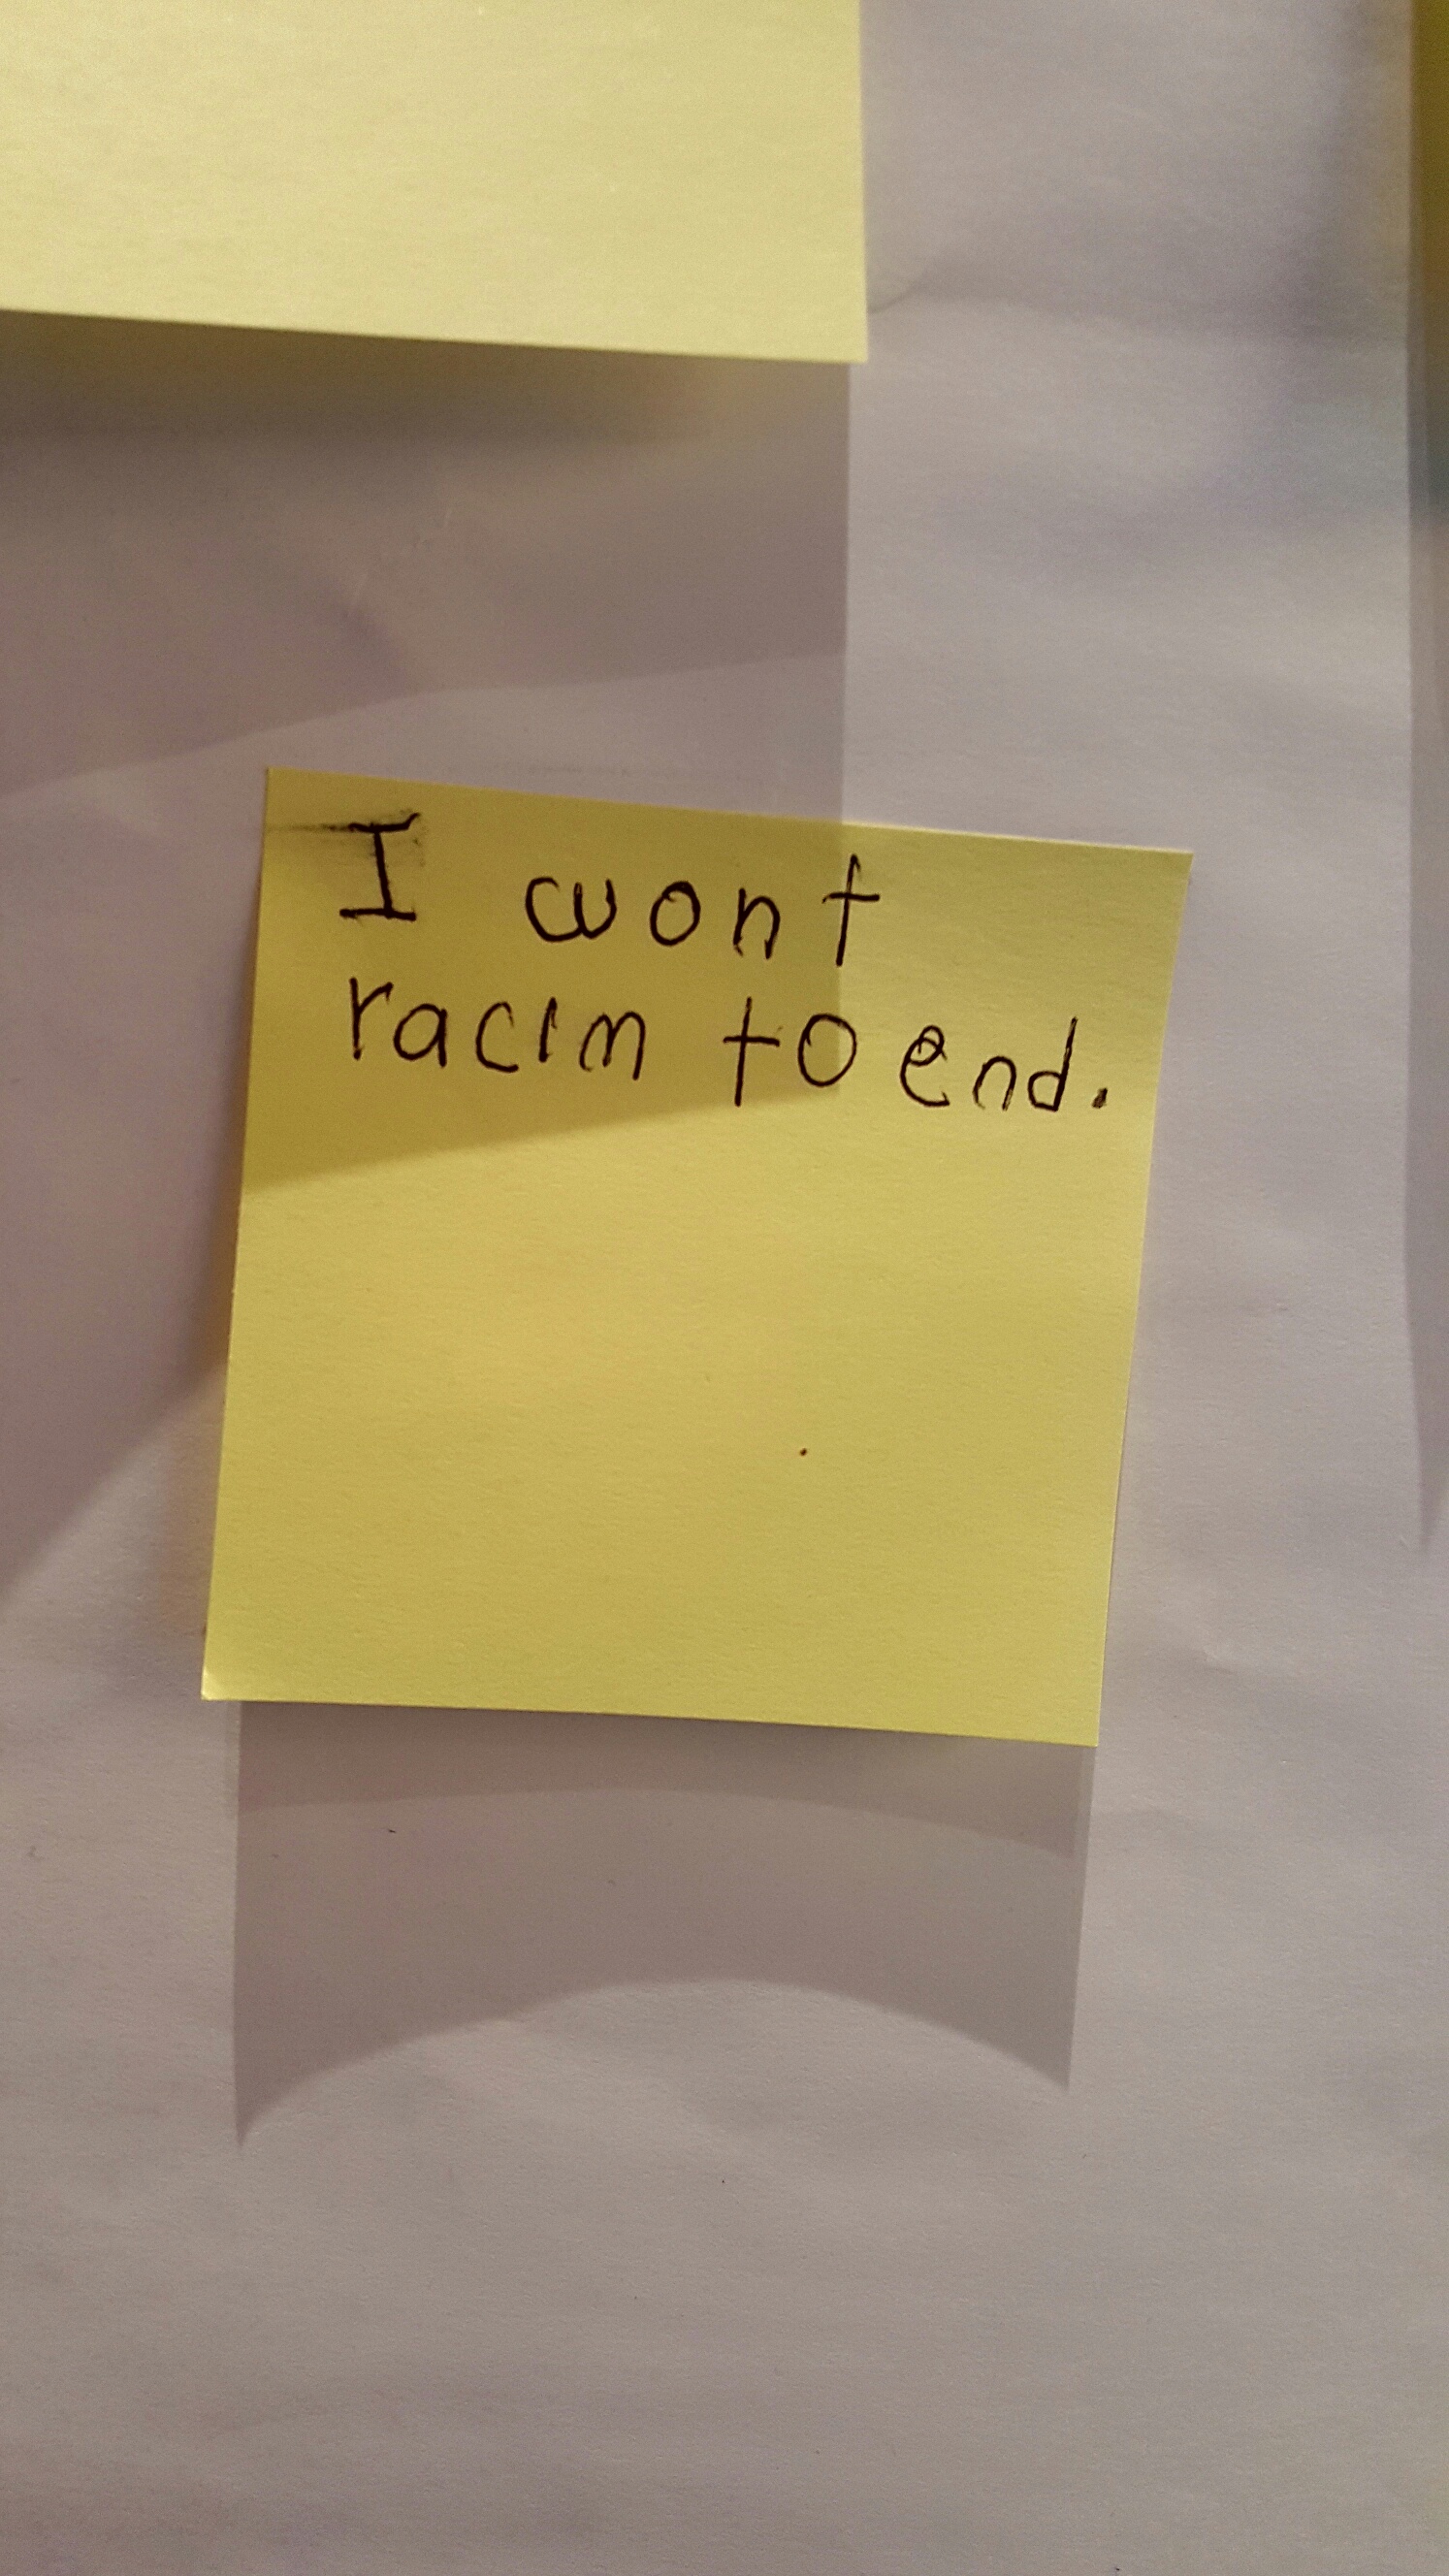 I wont
racim to end.